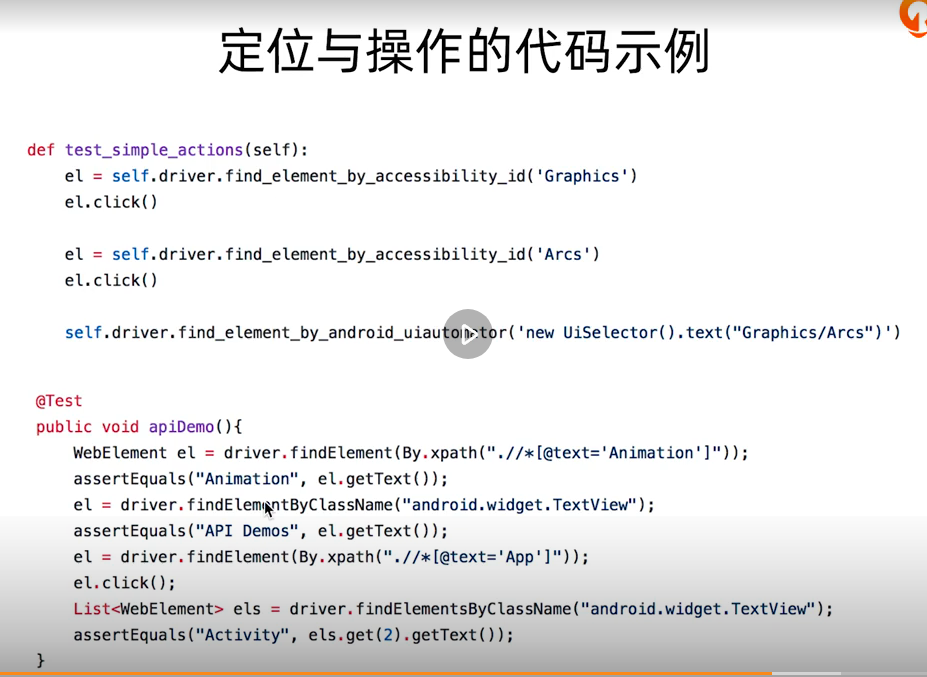 定位与操作的代码示例
def test_simple_actions(self):
el = self.driver.find_element_by_accessibility_id('Graphics')
el.click()
el = self.driver.find_element_by_accessibility_id('Arcs')
el.click()
self.driver.find_element_by_android_uiautomator('new UiSelector().text("Graphics/Arcs")')
@Test
public void apiDemo(){
WebElement el = driver.findElement(By.xpath(".//*[@text='Animation']"));
assertEquals("Animation", el.getText());
el = driver.findElementByClassName("android.widget.TextView");
assertEquals("API Demos", el.getText());
el = driver.findElement(By.xpath(".//*[@text='App']"));
el.click();
List<WebElement> els = driver.findElementsByClassName("android.widget.TextView");
assertEquals("Activity", els.get(2).getText());
}